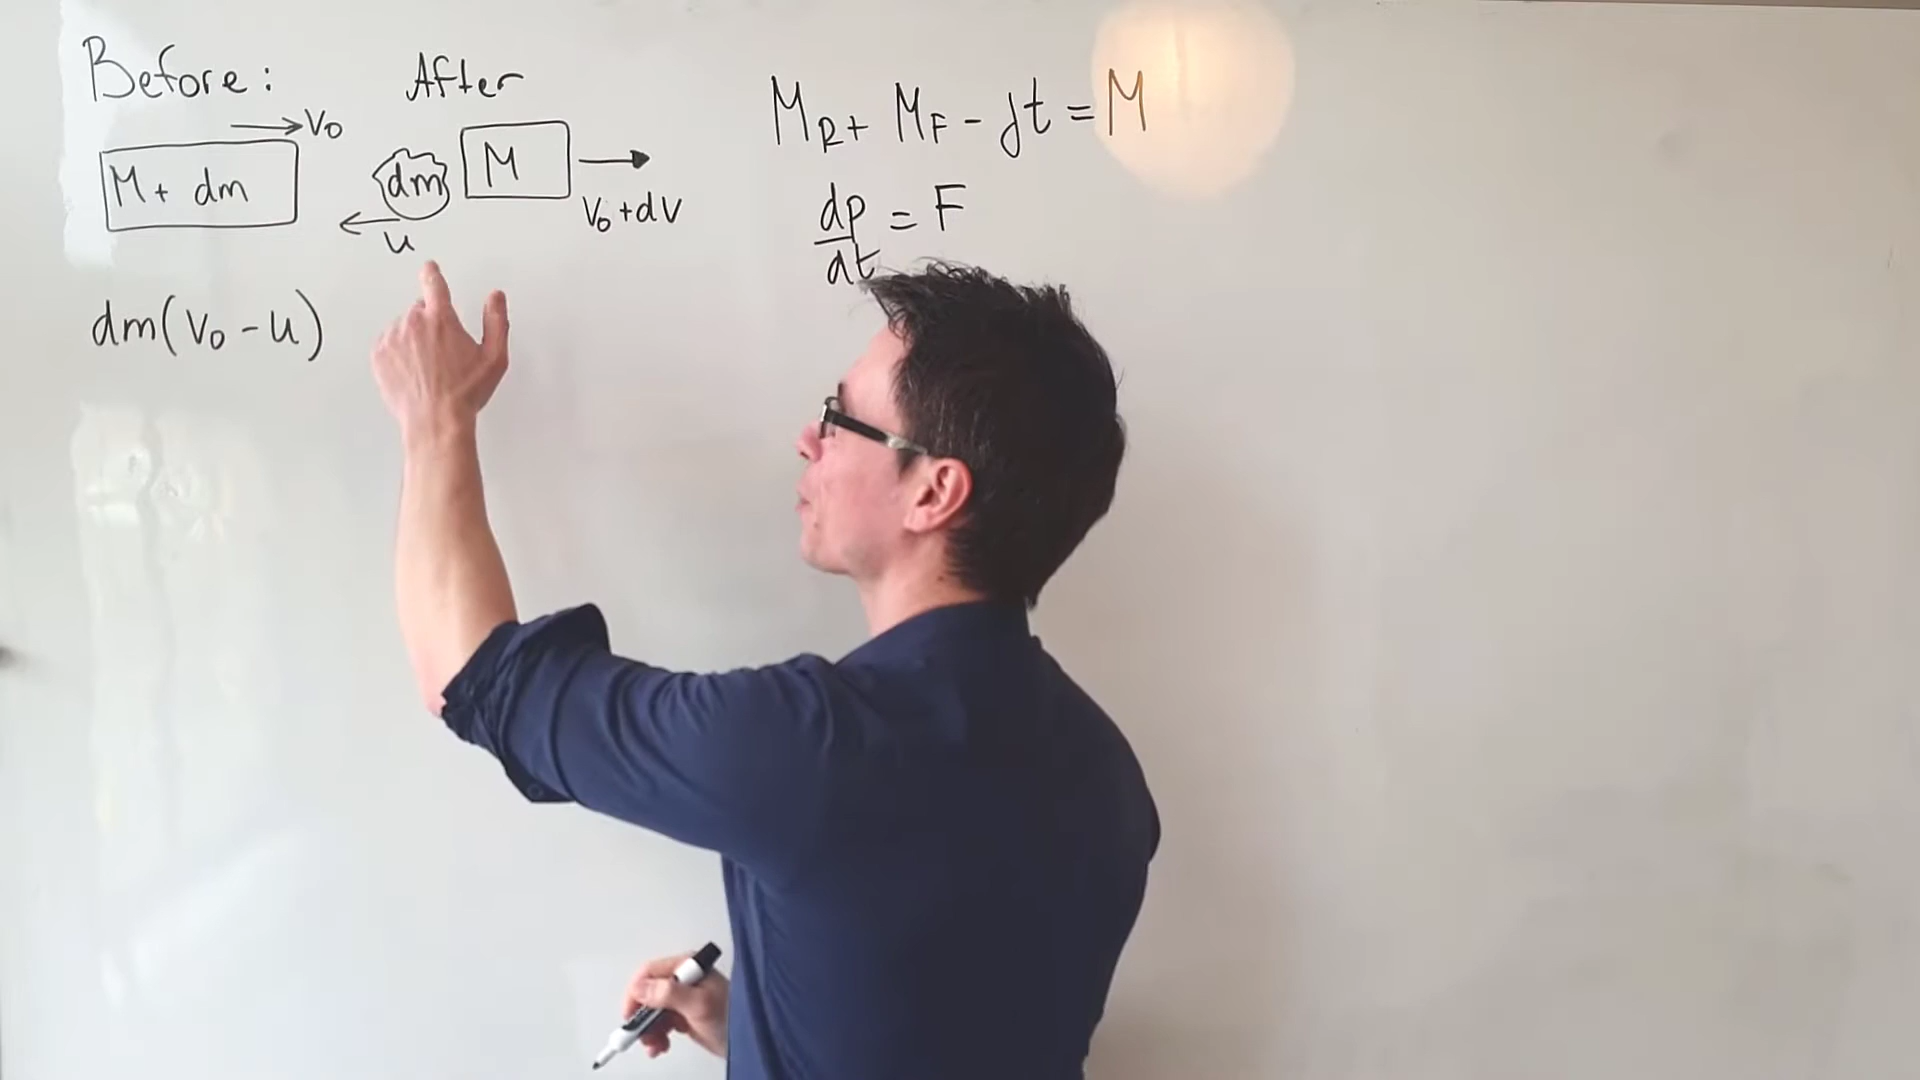 Before:
V₀
M + dm
After
dm
M
u
V₀ + dV
dm(V₀ - u)
M_R + M_F - γt = M
dp/dt = F